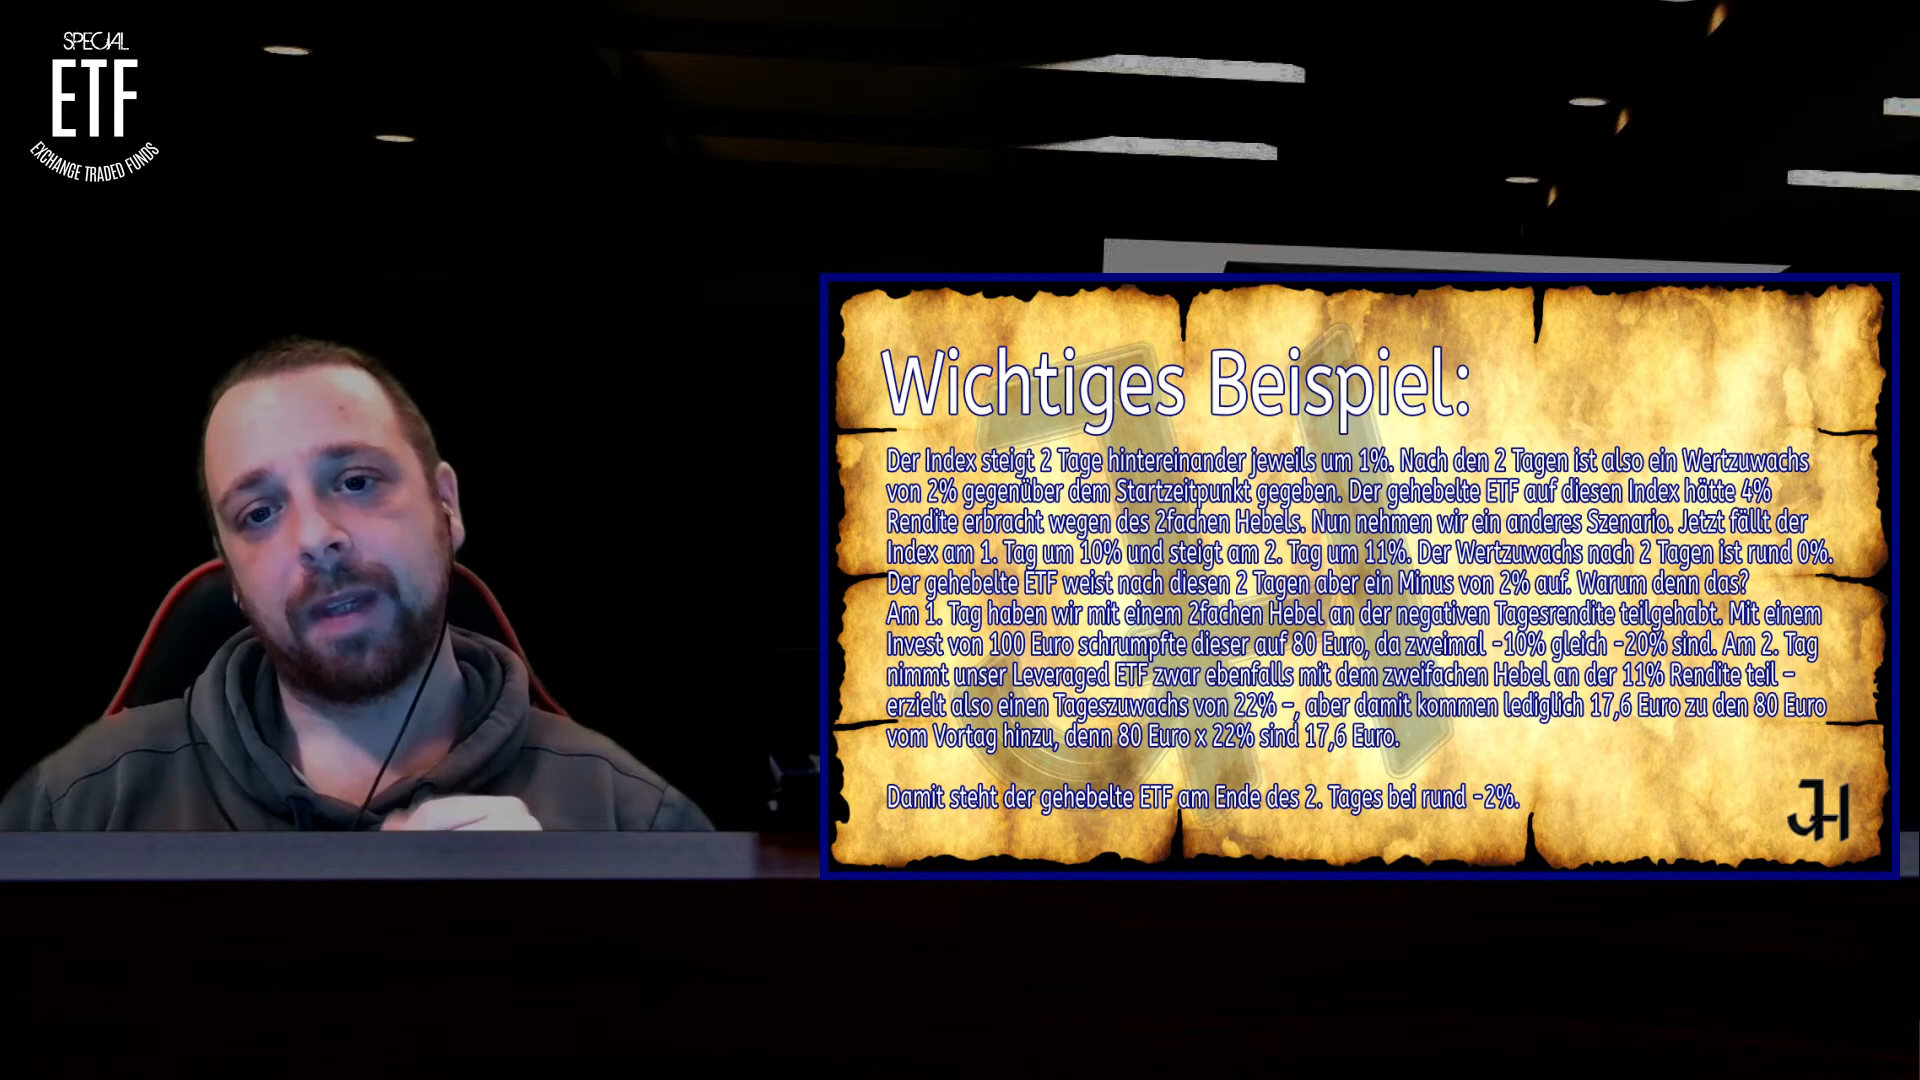 SPECIAL
ETF
EXCHANGE TRADED FUNDS
Wichtiges Beispiel:
Der Index steigt 2 Tage hintereinander jeweils um 1%. Nach den 2 Tagen ist also ein Wertzuwachs
von 2% gegenüber dem Startzeitpunkt gegeben. Der gehebelte ETF auf diesen Index hätte 4%
Rendite erbracht wegen des 2fachen Hebels. Nun nehmen wir ein anderes Szenario. Jetzt fällt der
Index am 1. Tag um 10% und steigt am 2. Tag um 11%. Der Wertzuwachs nach 2 Tagen ist rund 0%.
Der gehebelte ETF weist nach diesen 2 Tagen aber ein Minus von 2% auf. Warum denn das?
Am 1. Tag haben wir mit einem 2fachen Hebel an der negativen Tagesrendite teilgehabt. Mit einem
Invest von 100 Euro schrumpfte dieser auf 80 Euro, da zweimal -10% gleich -20% sind. Am 2. Tag
nimmt unser Leveraged ETF zwar ebenfalls mit dem zweifachen Hebel an der 11% Rendite teil –
erzielt also einen Tageszuwachs von 22% –, aber damit kommen lediglich 17,6 Euro zu den 80 Euro
vom Vortag hinzu, denn 80 Euro x 22% sind 17,6 Euro.
Damit steht der gehebelte ETF am Ende des 2. Tages bei rund -2%.
JH